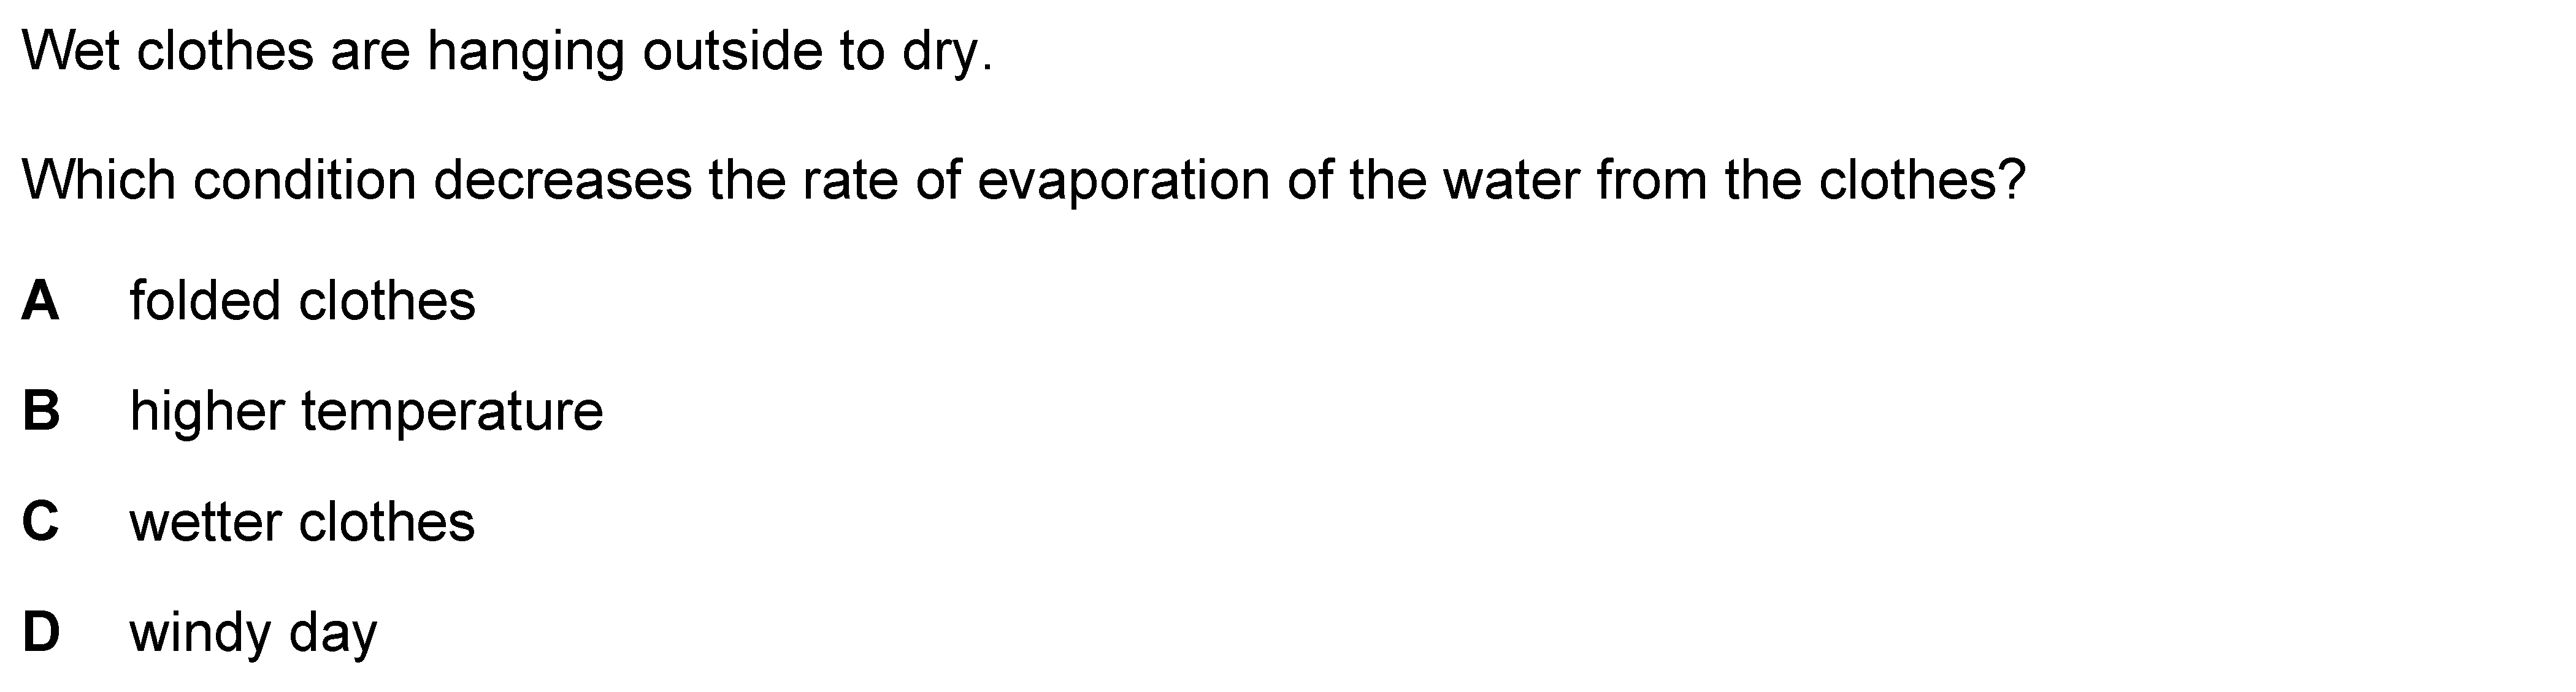 Wet clothes are hanging outside to dry.
Which condition decreases the rate of evaporation of the water from the clothes?
A folded clothes
B higher temperature
C wetter clothes
D windy day